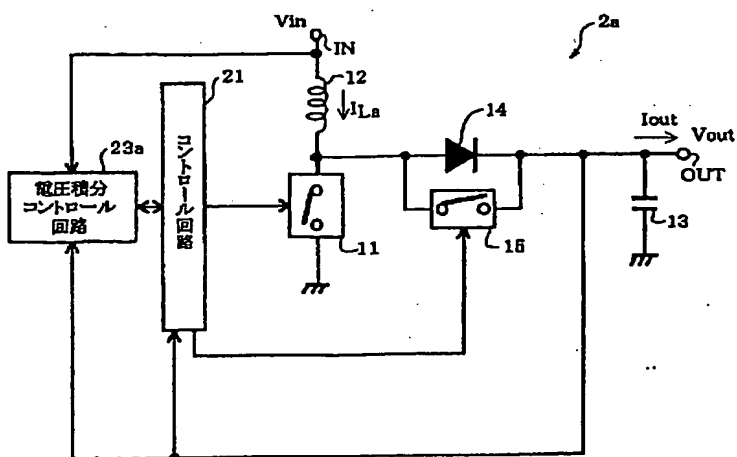 Vin
IN
2a
21
12
ILa
14
Iout
Vout
OUT
23a
電圧積分
コントロール
回路
コントロール回路
11
15
13